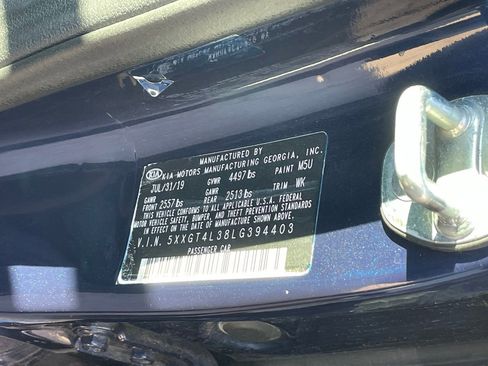 MANUFACTURED BY
KIA KIA-MOTORS MANUFACTURING GEORGIA, INC.
JUL/31/19 GVWR 4497lbs PAINT M5U
GAWR FRONT 2557lbs GAWR REAR 2513lbs TRIM WK
THIS VEHICLE CONFORMS TO ALL APPLICABLE U.S.A. FEDERAL
MOTOR VEHICLE SAFETY, BUMPER, AND THEFT PREVENTION
STANDARDS IN EFFECT ON THE DATE OF MANUFACTURE SHOWN ABOVE.
V.I.N. 5XXGT4L38LG394403
PASSENGER CAR